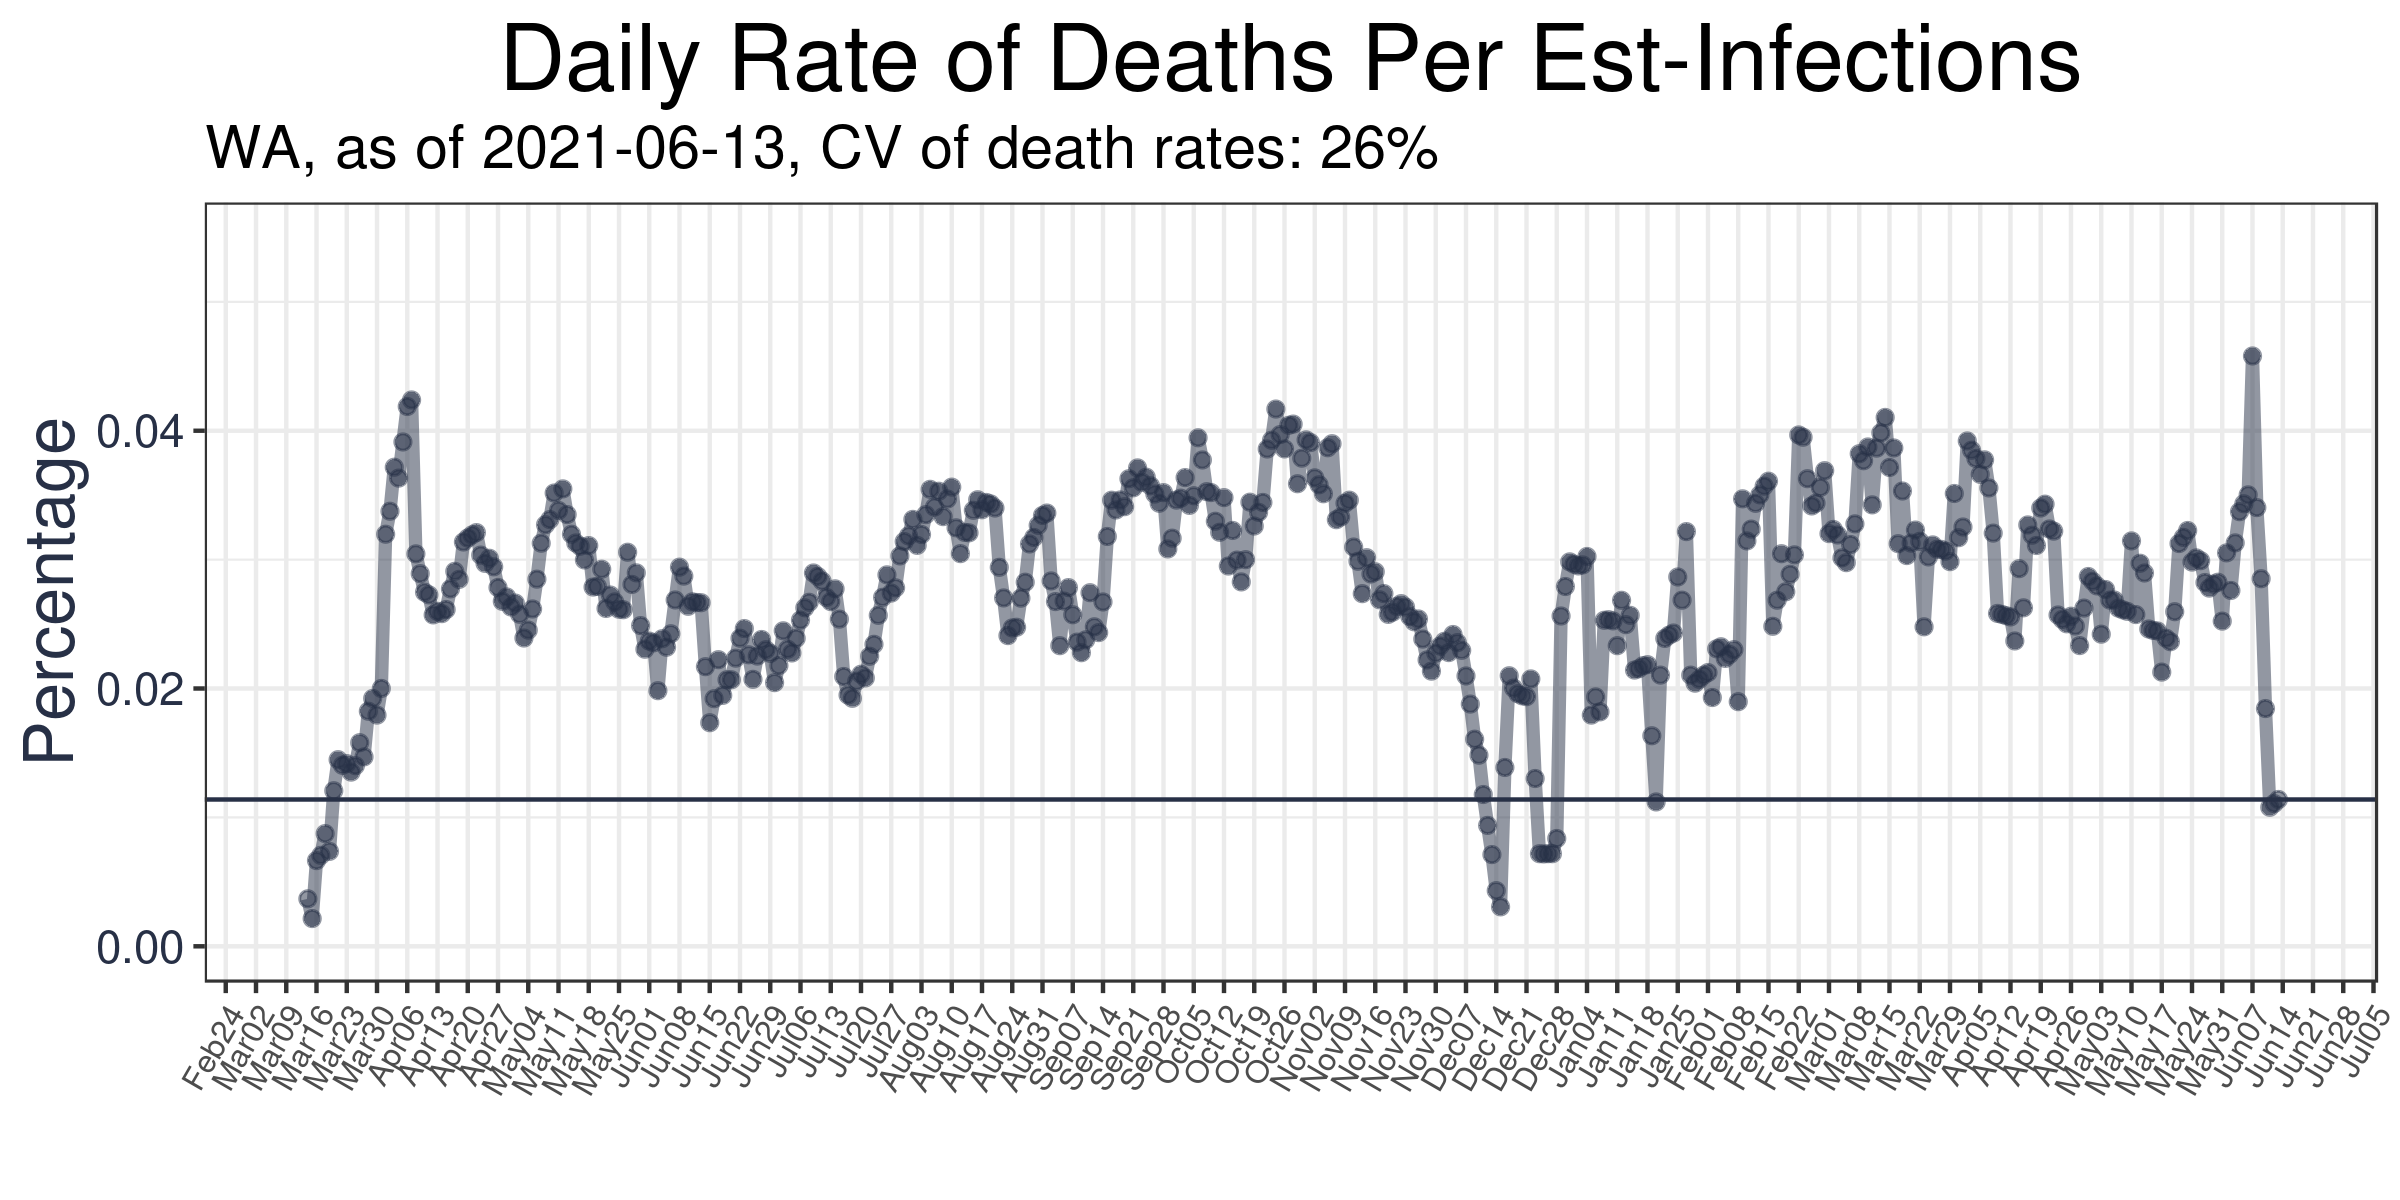 Daily Rate of Deaths Per Est-Infections
WA, as of 2021-06-13, CV of death rates: 26%
Percentage
0.04
0.02
0.00
Feb24
Mar02
Mar09
Mar16
Mar23
Mar30
Apr06
Apr13
Apr20
Apr27
May04
May11
May18
May25
Jun01
Jun08
Jun15
Jun22
Jun29
Jul06
Jul13
Jul20
Jul27
Aug03
Aug10
Aug17
Aug24
Aug31
Sep07
Sep14
Sep21
Sep28
Oct05
Oct12
Oct19
Oct26
Nov02
Nov09
Nov16
Nov23
Nov30
Dec07
Dec14
Dec21
Dec28
Jan04
Jan11
Jan18
Jan25
Feb01
Feb08
Feb15
Feb22
Mar01
Mar08
Mar15
Mar22
Mar29
Apr05
Apr12
Apr19
Apr26
May03
May10
May17
May24
May31
Jun07
Jun14
Jun21
Jun28
Jul05